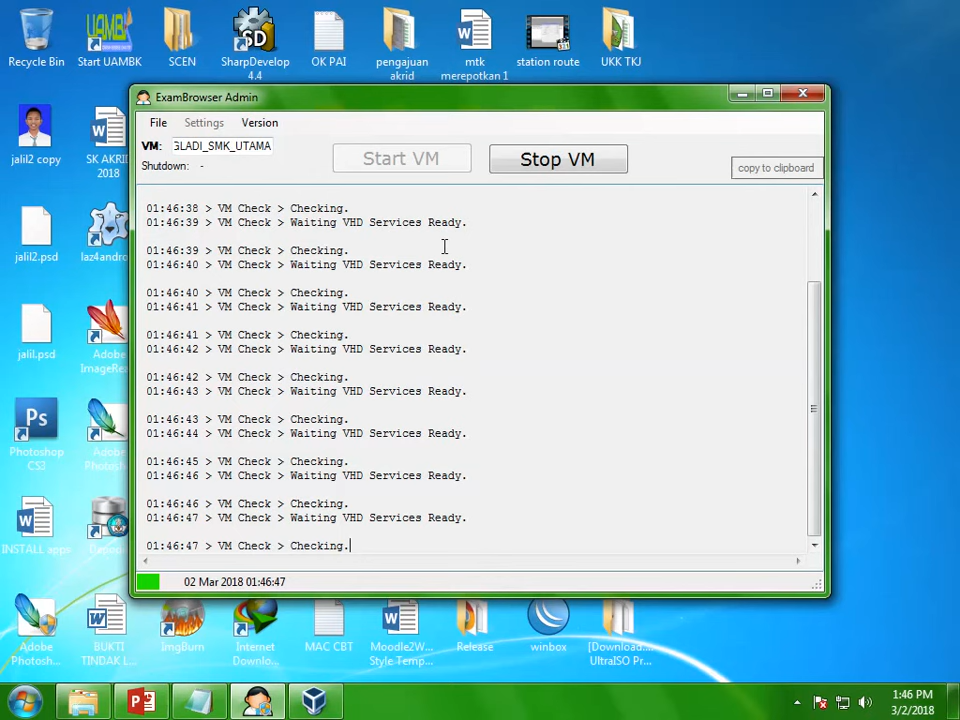 Recycle Bin
Start UAMBK
SCEN
SharpDevelop
4.4
OK PAI
pengajuan
akrid
mtk
merepotkan 1
station route
UKK TKJ
jalil2 copy
SK AKRID
2018
jalil2.psd
laz4android
jalil.psd
Adobe
ImageRea
Photoshop
CS3
Adobe
Photosh
INSTALL apps
Adobe
Photosh...
BUKTI
TINDAK L...
ImgBurn
Internet
Downlo...
MAC CBT
Moodle2W...
Style Temp...
Release
winbox
[Download...
UltraISO Pr...
ExamBrowser Admin
File Settings Version
VM: GLADI_SMK_UTAMA
Shutdown: -
Start VM
Stop VM
copy to clipboard
01:46:38 > VM Check > Checking.
01:46:39 > VM Check > Waiting VHD Services Ready.
01:46:39 > VM Check > Checking.
01:46:40 > VM Check > Waiting VHD Services Ready.
01:46:40 > VM Check > Checking.
01:46:41 > VM Check > Waiting VHD Services Ready.
01:46:41 > VM Check > Checking.
01:46:42 > VM Check > Waiting VHD Services Ready.
01:46:42 > VM Check > Checking.
01:46:43 > VM Check > Waiting VHD Services Ready.
01:46:43 > VM Check > Checking.
01:46:44 > VM Check > Waiting VHD Services Ready.
01:46:45 > VM Check > Checking.
01:46:46 > VM Check > Waiting VHD Services Ready.
01:46:46 > VM Check > Checking.
01:46:47 > VM Check > Waiting VHD Services Ready.
01:46:47 > VM Check > Checking.
02 Mar 2018 01:46:47
1:46 PM
3/2/2018